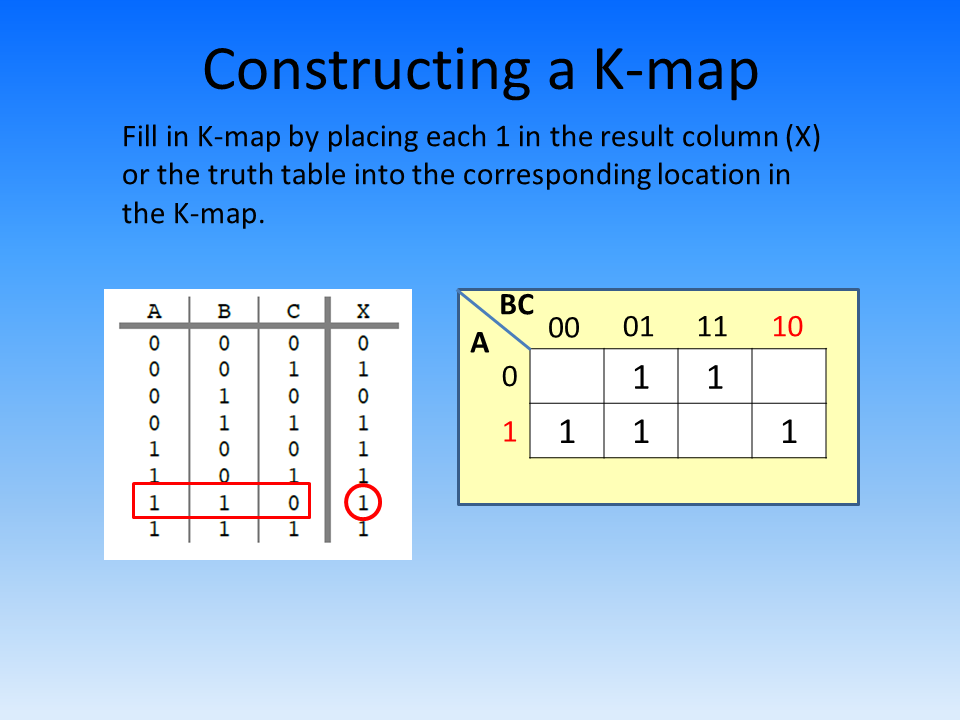 Constructing a K-map
Fill in K-map by placing each 1 in the result column (X)
or the truth table into the corresponding location in
the K-map.
A B C X
0 0 0 0
0 0 1 1
0 1 0 0
0 1 1 1
1 0 0 1
1 0 1 1
1 1 0 1
1 1 1 1
BC
A
00 01 11 10
0 1 1
1 1 1 1